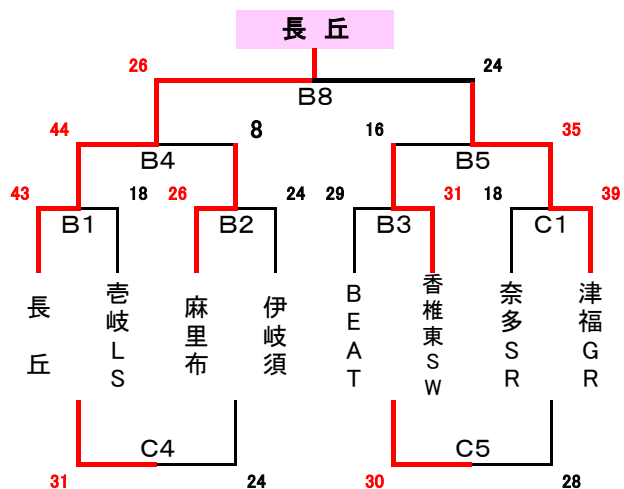 長 丘
26
24
B8
44
8
16
35
B4
B5
43
18
26
24
29
31
18
39
B1
B2
B3
C1
長丘
壱岐LS
麻里布
伊岐須
BEAT
香椎東SW
奈多SR
津福GR
C4
C5
31
24
30
28